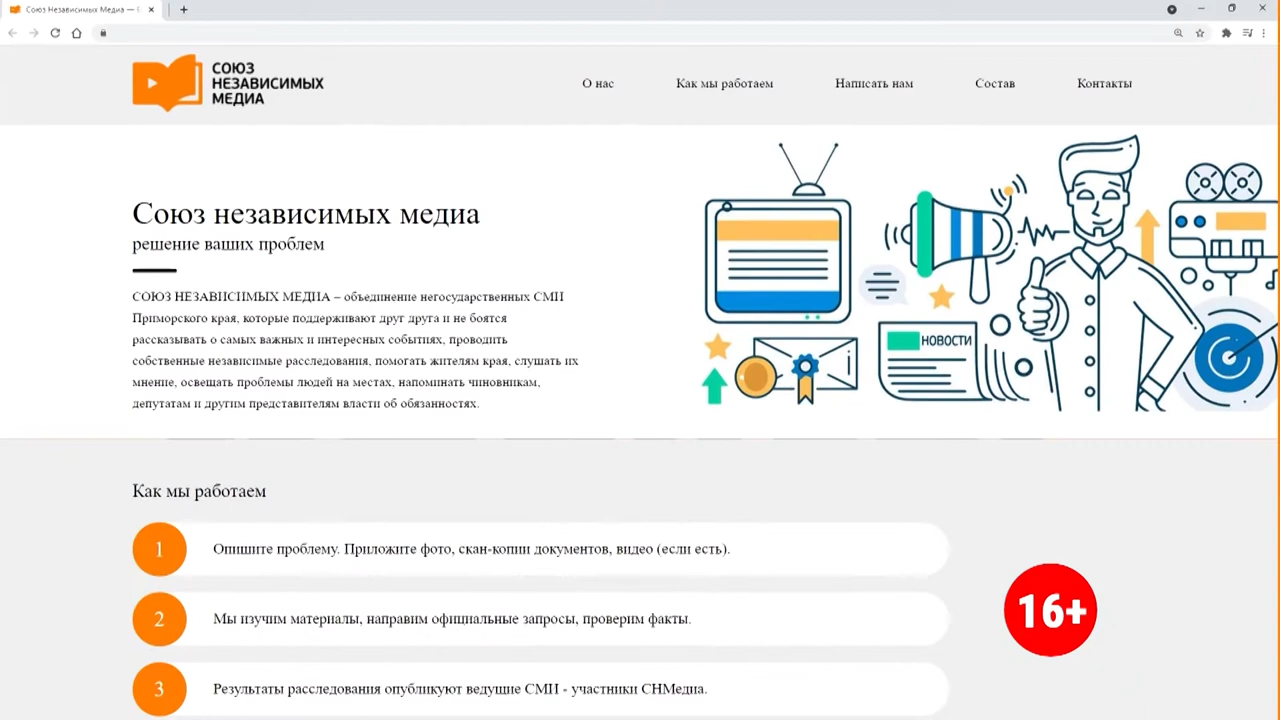 Союз Независимых Медиа —
СОЮЗ
НЕЗАВИСИМЫХ
МЕДИА
О нас
Как мы работаем
Написать нам
Состав
Контакты
Союз независимых медиа
решение ваших проблем
СОЮЗ НЕЗАВИСИМЫХ МЕДИА – объединение негосударственных СМИ
Приморского края, которые поддерживают друг друга и не боятся
рассказывать о самых важных и интересных событиях, проводить
собственные независимые расследования, помогать жителям края, слушать их
мнение, освещать проблемы людей на местах, напоминать чиновникам,
депутатам и другим представителям власти об обязанностях.
НОВОСТИ
Как мы работаем
1
Опишите проблему. Приложите фото, скан-копии документов, видео (если есть).
2
Мы изучим материалы, направим официальные запросы, проверим факты.
16+
3
Результаты расследования опубликуют ведущие СМИ - участники СНМедиа.